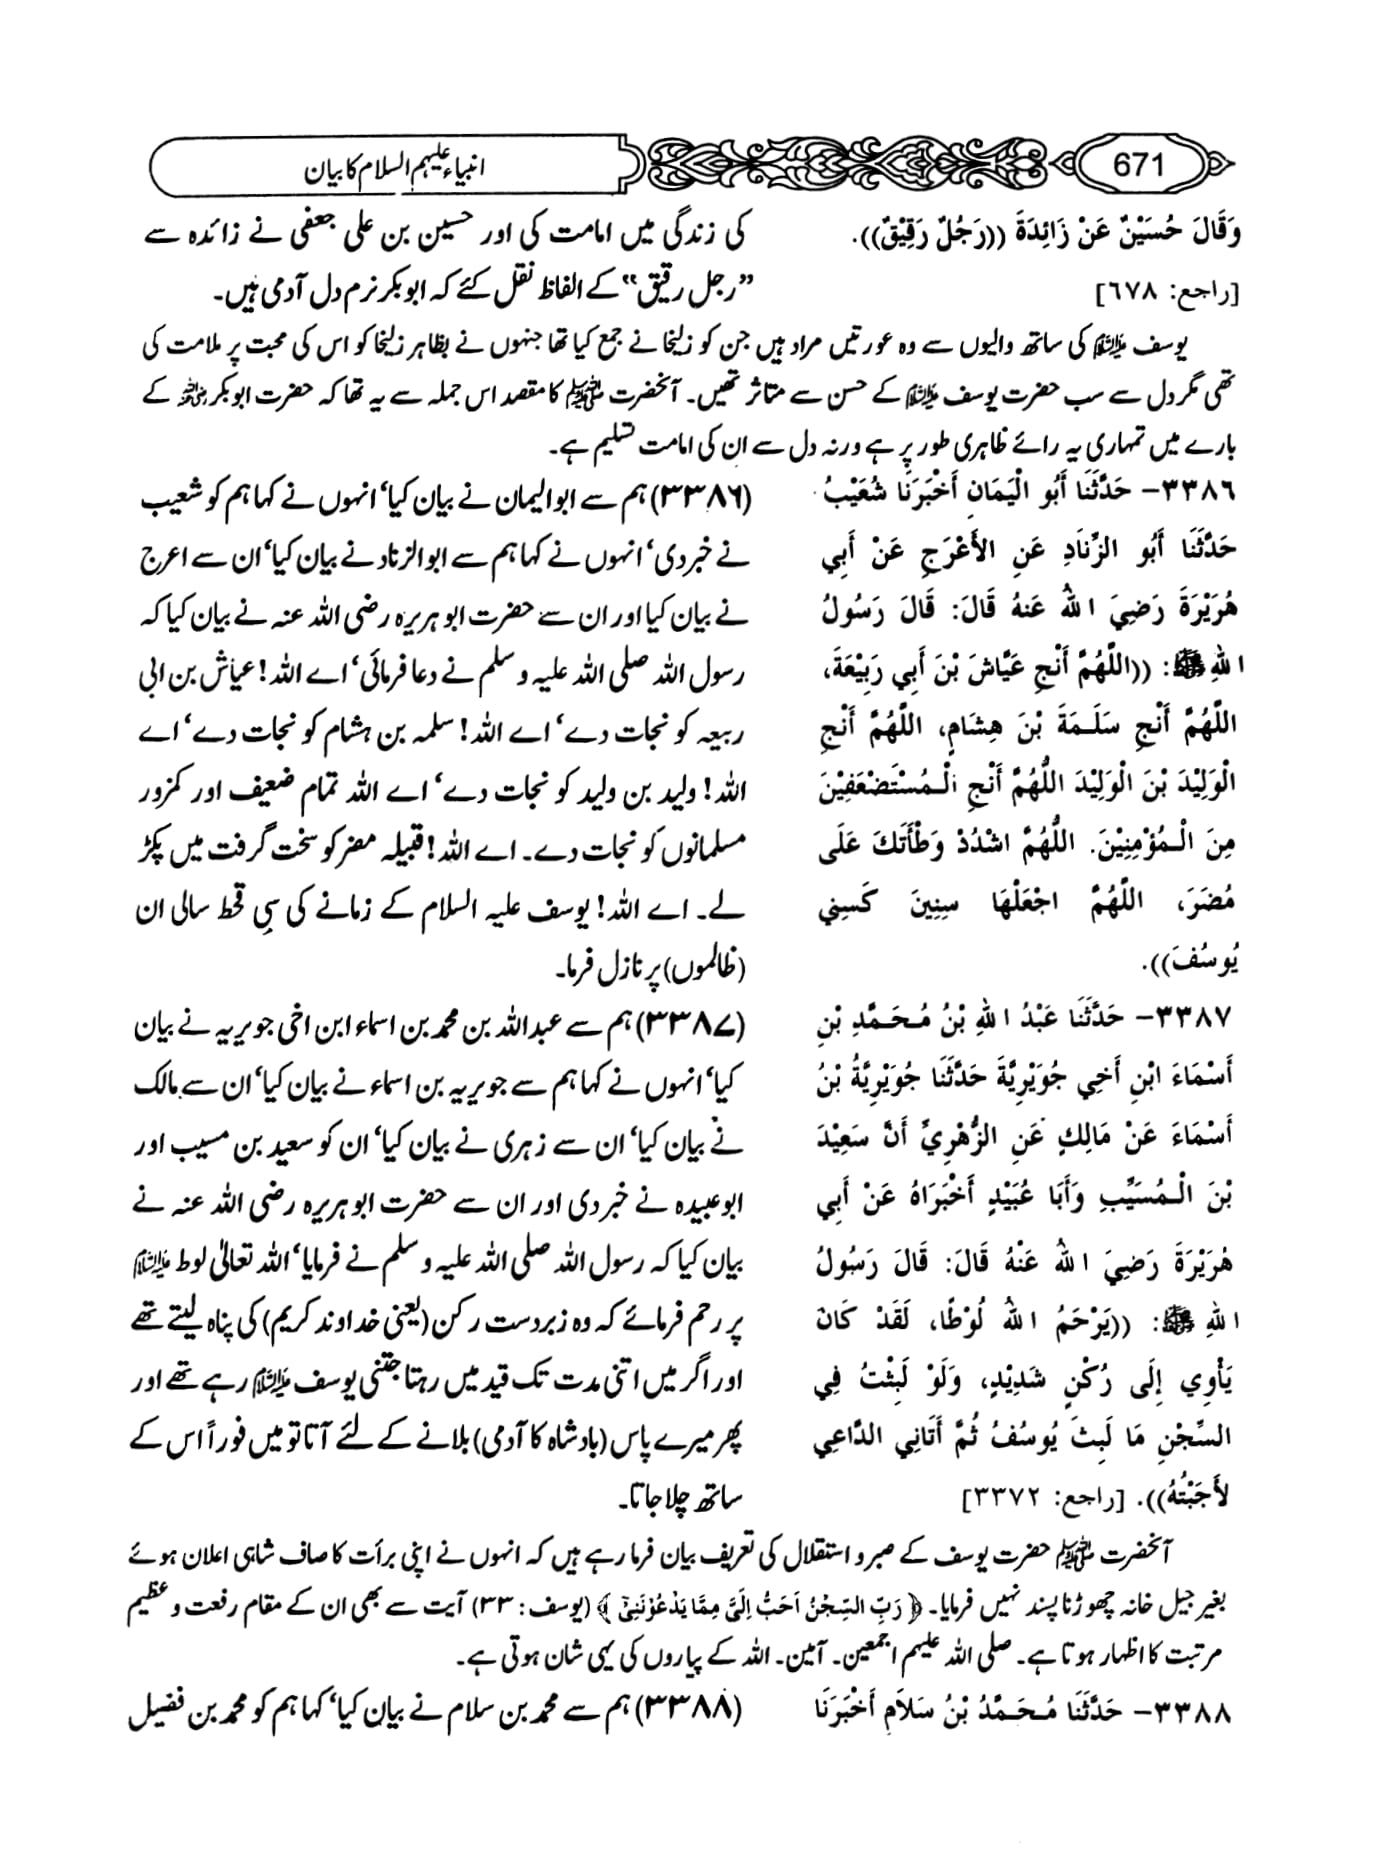 671
انبیاء علیہم السلام کا بیان
وَقَالَ حُسَيْنٌ عَنْ زَائِدَةَ ((رَجُلٌ رَقِيْقٌ)).
[راجع: ٦٧٨]
کی زندگی میں امامت کی اور حسین بن علی جعفی نے زائدہ سے
”رجل رقیق“ کے الفاظ نقل کئے کہ ابوبکر نرم دل آدمی ہیں۔
یوسف علیہ السلام کی ساتھ والیوں سے وہ عورتیں مراد ہیں جن کو زلیخا نے جمع کیا تھا جنہوں نے بظاہر زلیخا کو اس کی محبت پر ملامت کی
تھی مگر دل سے سب حضرت یوسف علیہ السلام کے حسن سے متاثر تھیں۔ آنحضرت ﷺ کا مقصد اس جملہ سے یہ تھا کہ حضرت ابوبکر رضی اللہ عنہ کے
بارے میں تمہاری یہ رائے ظاہری طور پر ہے ورنہ دل سے ان کی امامت تسلیم ہے۔
٣٣٨٦- حَدَّثَنَا أَبُو الْيَمَانِ أَخْبَرَنَا شُعَيْبُ
حَدَّثَنَا أَبُو الزِّنَادِ عَنِ الأَعْرَجِ عَنْ أَبِي
هُرَيْرَةَ رَضِيَ اللهُ عَنهُ قَالَ: قَالَ رَسُولُ
اللهِ ﷺ: ((اللَّهُمَّ أَنْجِ عَيَّاشَ بْنَ أَبِي رَبِيْعَةَ،
اللَّهُمَّ أَنْجِ سَلَـمَةَ بْنَ هِشَامٍ، اللَّهُمَّ أَنْجِ
الْوَلِيْدَ بْنَ الْوَلِيْدَ اللَّهُمَّ أَنْجِ الْـمُسْتَضْعَفِيْنَ
مِنَ الْـمُؤْمِنِيْنَ. اللَّهُمَّ اشْدُدْ وَطْأَتَكَ عَلَى
مُضَرَ، اللَّهُمَّ اجْعَلْهَا سِنِينَ كَسِنِي
يُوسُفَ)).
(۳۳۸۶) ہم سے ابوالیمان نے بیان کیا‘ انہوں نے کہا ہم کو شعیب
نے خبر دی‘ انہوں نے کہا ہم سے ابوالزناد نے بیان کیا‘ ان سے اعرج
نے بیان کیا اور ان سے حضرت ابوہریرہ رضی اللہ عنہ نے بیان کیا کہ
رسول اللہ صلی اللہ علیہ و سلم نے دعا فرمائی‘ اے اللہ! عیاش بن ابی
ربیعہ کو نجات دے‘ اے اللہ! سلمہ بن ہشام کو نجات دے‘ اے
اللہ! ولید بن ولید کو نجات دے‘ اے اللہ تمام ضعیف اور کمزور
مسلمانوں کو نجات دے۔ اے اللہ! قبیلہ مضر کو سخت گرفت میں پکڑ
لے۔ اے اللہ! یوسف علیہ السلام کے زمانے کی سی قحط سالی ان
(ظالموں) پر نازل فرما۔
٣٣٨٧- حَدَّثَنَا عَبْدُ اللهِ بْنُ مُـحَـمَّدِ بْنِ
أَسْمَاءَ ابْنِ أَخِي جُوَيْرِيَّةَ حَدَّثَنَا جُوَيْرِيَّةُ بْنُ
أَسْمَاءَ عَنْ مَالِكٍ عَنِ الزُّهْرِيِّ أَنَّ سَعِيْدَ
بْنَ الْـمُسَيَّبِ وَأَبَا عُبَيْدٍ أَخْبَرَاهُ عَنْ أَبِي
هُرَيْرَةَ رَضِيَ اللهُ عَنْهُ قَالَ: قَالَ رَسُولُ
اللهِ ﷺ: ((يَرْحَمُ اللهُ لُوطًا، لَقَدْ كَانَ
يَأْوِي إِلَى رُكْنٍ شَدِيْدٍ، وَلَوْ لَبِثْتُ فِي
السِّجْنِ مَا لَبِثَ يُوسُفُ ثُمَّ أَتَانِي الدَّاعِي
لأَجَبْتُهُ)). [راجع: ٣٣٧٢]
(۳۳۸۷) ہم سے عبداللہ بن محمد بن اسماء ابن اخی جویریہ نے بیان
کیا‘ انہوں نے کہا ہم سے جویریہ بن اسماء نے بیان کیا‘ ان سے مالک
نے بیان کیا‘ ان سے زہری نے بیان کیا‘ ان کو سعید بن مسیب اور
ابوعبیدہ نے خبر دی اور ان سے حضرت ابوہریرہ رضی اللہ عنہ نے
بیان کیا کہ رسول اللہ صلی اللہ علیہ و سلم نے فرمایا‘ اللہ تعالیٰ لوط علیہ السلام
پر رحم فرمائے کہ وہ زبردست رکن (یعنی خداوند کریم) کی پناہ لیتے تھے
اور اگر میں اتنی مدت تک قید میں رہتا جتنی یوسف علیہ السلام رہے تھے اور
پھر میرے پاس (بادشاہ کا آدمی) بلانے کے لئے آتا تو میں فوراً اس کے
ساتھ چلا جاتا۔
آنحضرت ﷺ حضرت یوسف کے صبر و استقلال کی تعریف بیان فرما رہے ہیں کہ انہوں نے اپنی برأت کا صاف شاہی اعلان ہوئے
بغیر جیل خانہ چھوڑنا پسند نہیں فرمایا۔ ﴿ رَبِّ السِّجْنُ اَحَبُّ اِلَیَّ مِمَّا یَدْعُوْنَنِیْ ﴾ (یوسف: ۳۳) آیت سے بھی ان کے مقام رفعت و عظیم
مرتبت کا اظہار ہوتا ہے۔ صلی اللہ علیہم اجمعین۔ آمین۔ اللہ کے پیاروں کی یہی شان ہوتی ہے۔
٣٣٨٨- حَدَّثَنَا مُـحَـمَّدُ بْنُ سَلاَمٍ أَخْبَرَنَا
(۳۳۸۸) ہم سے محمد بن سلام نے بیان کیا‘ کہا ہم کو محمد بن فضیل